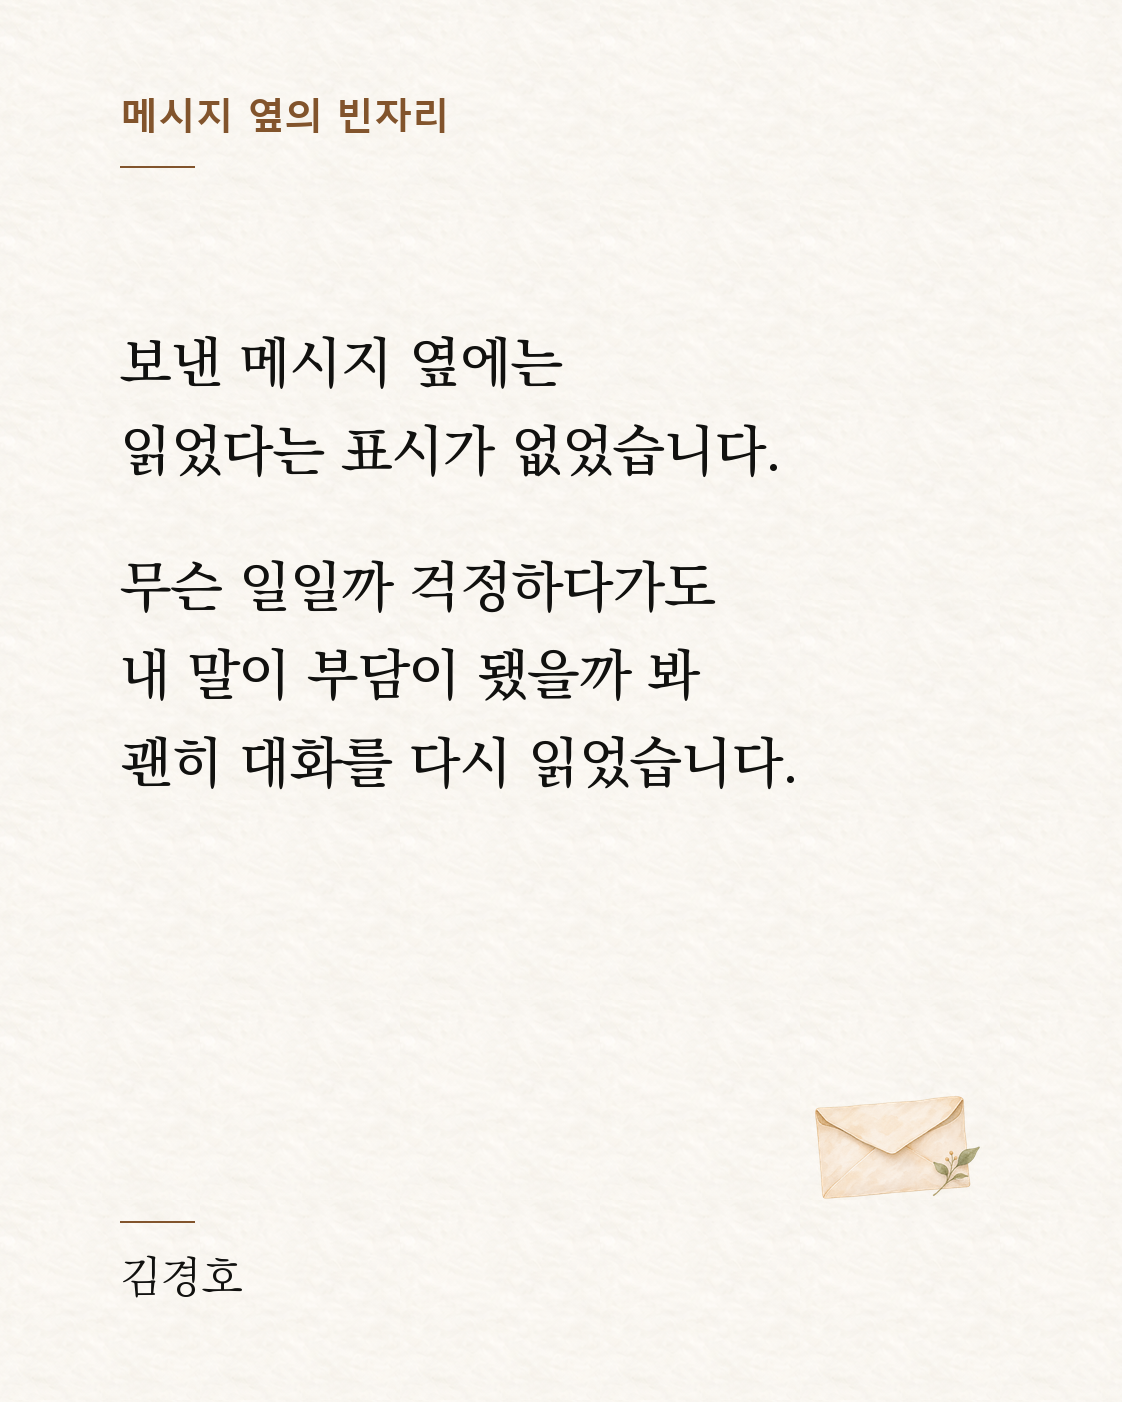 메시지 옆의 빈자리
보낸 메시지 옆에는
읽었다는 표시가 없었습니다.
무슨 일일까 걱정하다가도
내 말이 부담이 됐을까 봐
괜히 대화를 다시 읽었습니다.
김경호